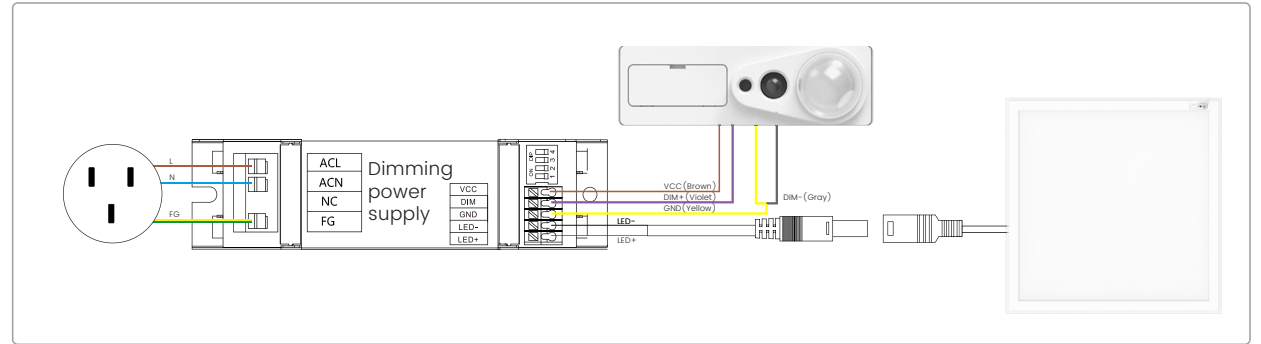 L
N
FG
ACL
ACN
NC
FG
Dimming
power
supply
VCC
DIM
GND
LED-
LED+
ON DIP
1 2 3 4
VCC (Brown)
DIM+ (Violet)
GND (Yellow)
DIM- (Gray)
LED-
LED+